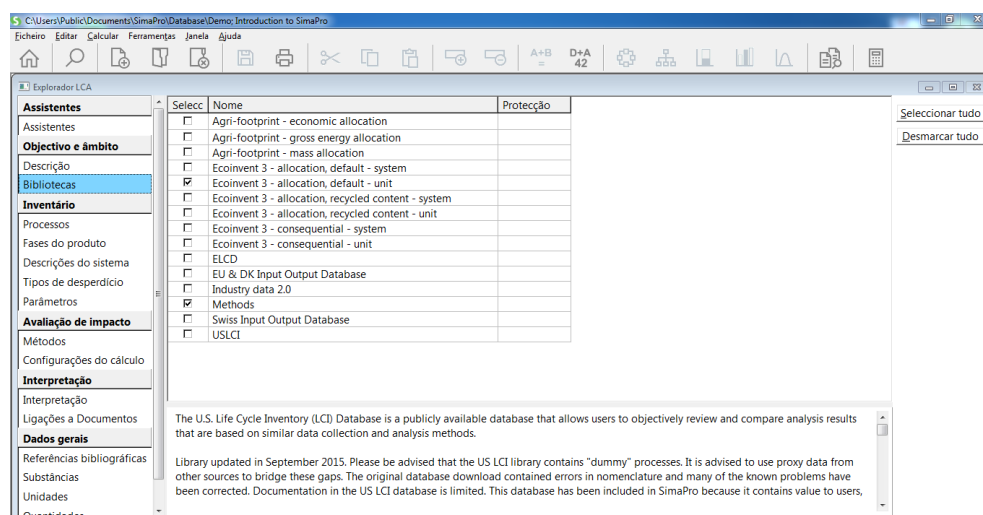 C:\Users\Public\Documents\SimaPro\Database\Demo; Introduction to SimaPro
Ficheiro Editar Calcular Ferramentas Janela Ajuda
A+B
=
D+A
42
Explorador LCA
Assistentes
Assistentes
Objectivo e âmbito
Descrição
Bibliotecas
Inventário
Processos
Fases do produto
Descrições do sistema
Tipos de desperdício
Parâmetros
Avaliação de impacto
Métodos
Configurações do cálculo
Interpretação
Interpretação
Ligações a Documentos
Dados gerais
Referências bibliográficas
Substâncias
Unidades
Selecc Nome Protecção
Agri-footprint - economic allocation
Agri-footprint - gross energy allocation
Agri-footprint - mass allocation
Ecoinvent 3 - allocation, default - system
Ecoinvent 3 - allocation, default - unit
Ecoinvent 3 - allocation, recycled content - system
Ecoinvent 3 - allocation, recycled content - unit
Ecoinvent 3 - consequential - system
Ecoinvent 3 - consequential - unit
ELCD
EU & DK Input Output Database
Industry data 2.0
Methods
Swiss Input Output Database
USLCI
Seleccionar tudo
Desmarcar tudo
The U.S. Life Cycle Inventory (LCI) Database is a publicly available database that allows users to objectively review and compare analysis results
that are based on similar data collection and analysis methods.
Library updated in September 2015. Please be advised that the US LCI library contains "dummy" processes. It is advised to use proxy data from
other sources to bridge these gaps. The original database download contained errors in nomenclature and many of the known problems have
been corrected. Documentation in the US LCI database is limited. This database has been included in SimaPro because it contains value to users,